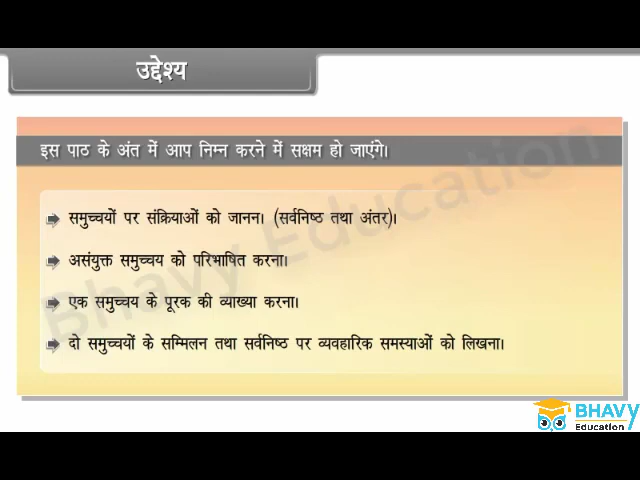 उद्देश्य
इस पाठ के अंत में आप निम्न करने में सक्षम हो जाएंगे।
समुच्चयों पर संक्रियाओं को जानन। (सर्वनिष्ठ तथा अंतर)।
असंयुक्त समुच्चय को परिभाषित करना।
एक समुच्चय के पूरक की व्याख्या करना।
दो समुच्चयों के सम्मिलन तथा सर्वनिष्ठ पर व्यवहारिक समस्याओं को लिखना।
Bhavy Education
BHAVY
Education